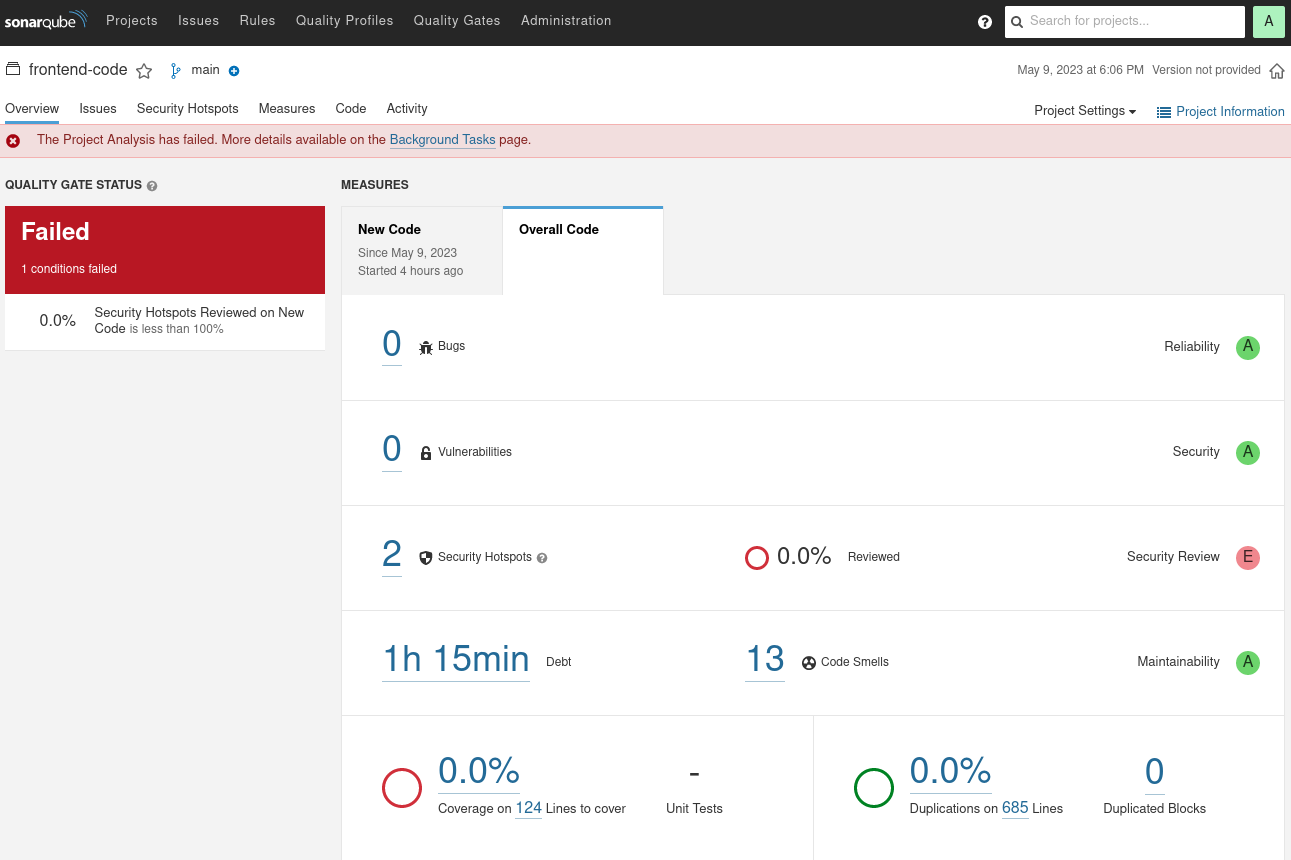 sonarqube Projects Issues Rules Quality Profiles Quality Gates Administration ? Search for projects... A
frontend-code main May 9, 2023 at 6:06 PM Version not provided
Overview Issues Security Hotspots Measures Code Activity Project Settings Project Information
The Project Analysis has failed. More details available on the Background Tasks page.
QUALITY GATE STATUS ?
Failed
1 conditions failed
0.0% Security Hotspots Reviewed on New
Code is less than 100%
MEASURES
New Code
Since May 9, 2023
Started 4 hours ago
Overall Code
0 Bugs Reliability A
0 Vulnerabilities Security A
2 Security Hotspots ? 0.0% Reviewed Security Review E
1h 15min Debt 13 Code Smells Maintainability A
0.0% - 0.0% 0
Coverage on 124 Lines to cover Unit Tests Duplications on 685 Lines Duplicated Blocks